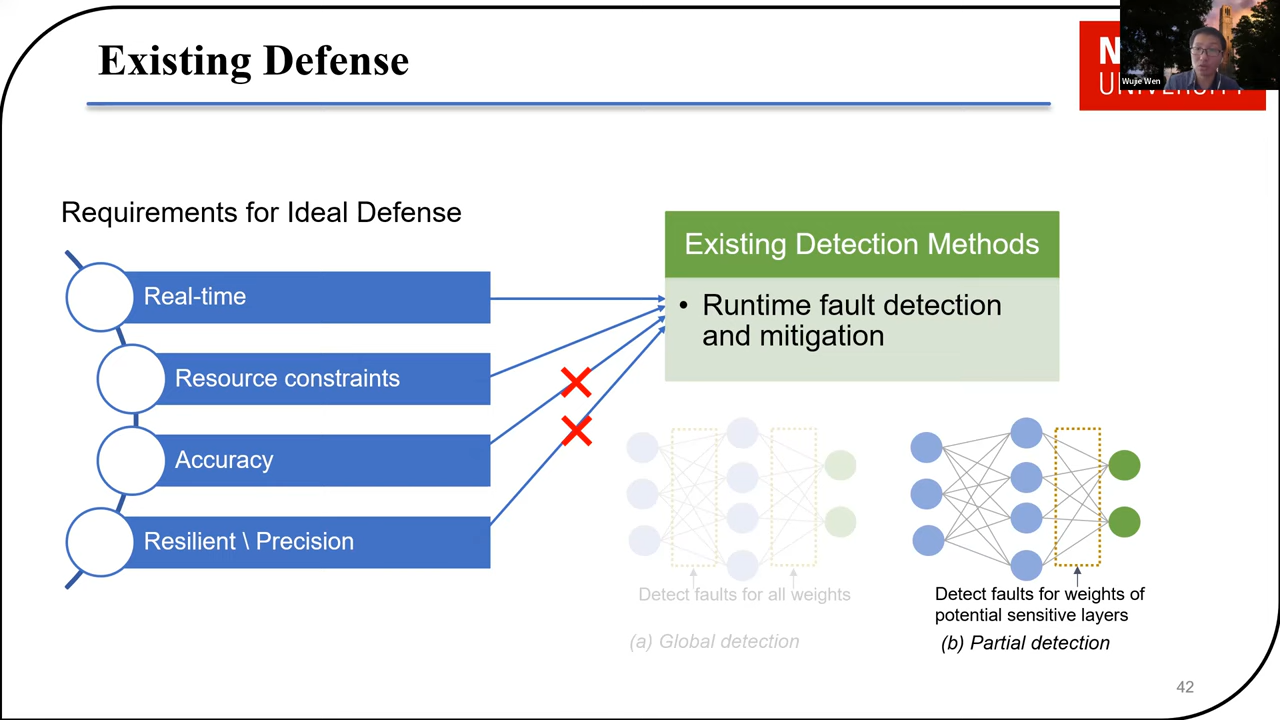 Existing Defense
Wujie Wen
Requirements for Ideal Defense
Real-time
Resource constraints
Accuracy
Resilient \ Precision
Existing Detection Methods
• Runtime fault detection
and mitigation
Detect faults for all weights
(a) Global detection
Detect faults for weights of
potential sensitive layers
(b) Partial detection
42